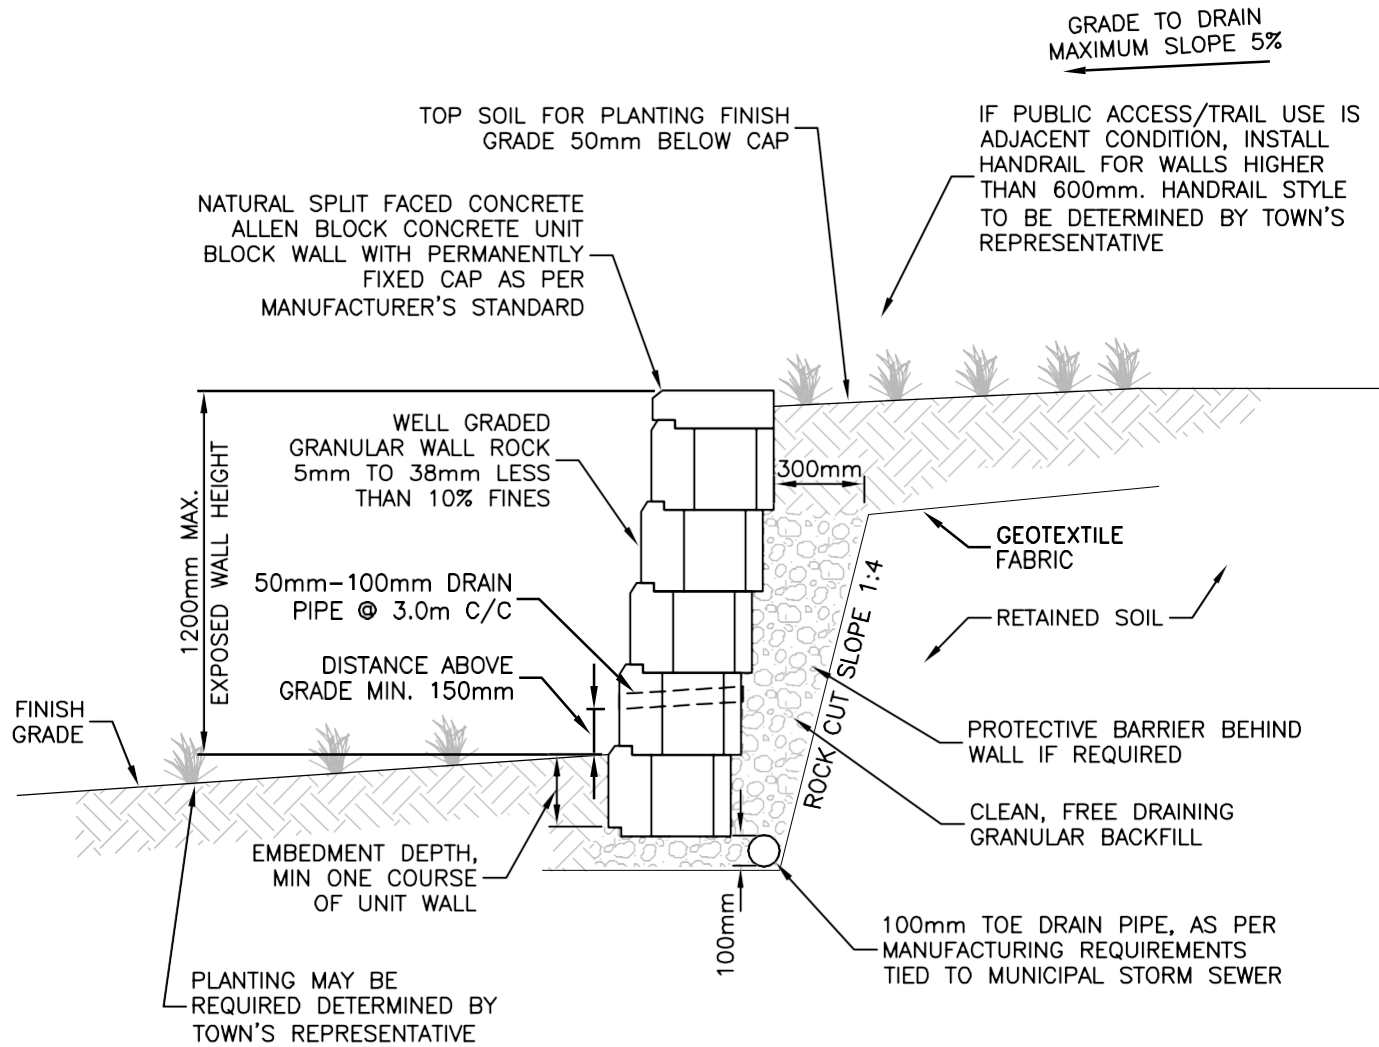 GRADE TO DRAIN
MAXIMUM SLOPE 5%
TOP SOIL FOR PLANTING FINISH
GRADE 50mm BELOW CAP
IF PUBLIC ACCESS/TRAIL USE IS
ADJACENT CONDITION, INSTALL
HANDRAIL FOR WALLS HIGHER
THAN 600mm. HANDRAIL STYLE
TO BE DETERMINED BY TOWN'S
REPRESENTATIVE
NATURAL SPLIT FACED CONCRETE
ALLEN BLOCK CONCRETE UNIT
BLOCK WALL WITH PERMANENTLY
FIXED CAP AS PER
MANUFACTURER'S STANDARD
WELL GRADED
GRANULAR WALL ROCK
5mm TO 38mm LESS
THAN 10% FINES
300mm
1200mm MAX.
EXPOSED WALL HEIGHT
GEOTEXTILE
FABRIC
50mm-100mm DRAIN
PIPE @ 3.0m C/C
ROCK CUT SLOPE 1:4
RETAINED SOIL
DISTANCE ABOVE
GRADE MIN. 150mm
FINISH
GRADE
PROTECTIVE BARRIER BEHIND
WALL IF REQUIRED
CLEAN, FREE DRAINING
GRANULAR BACKFILL
EMBEDMENT DEPTH,
MIN ONE COURSE
OF UNIT WALL
100mm
100mm TOE DRAIN PIPE, AS PER
MANUFACTURING REQUIREMENTS
TIED TO MUNICIPAL STORM SEWER
PLANTING MAY BE
REQUIRED DETERMINED BY
TOWN'S REPRESENTATIVE